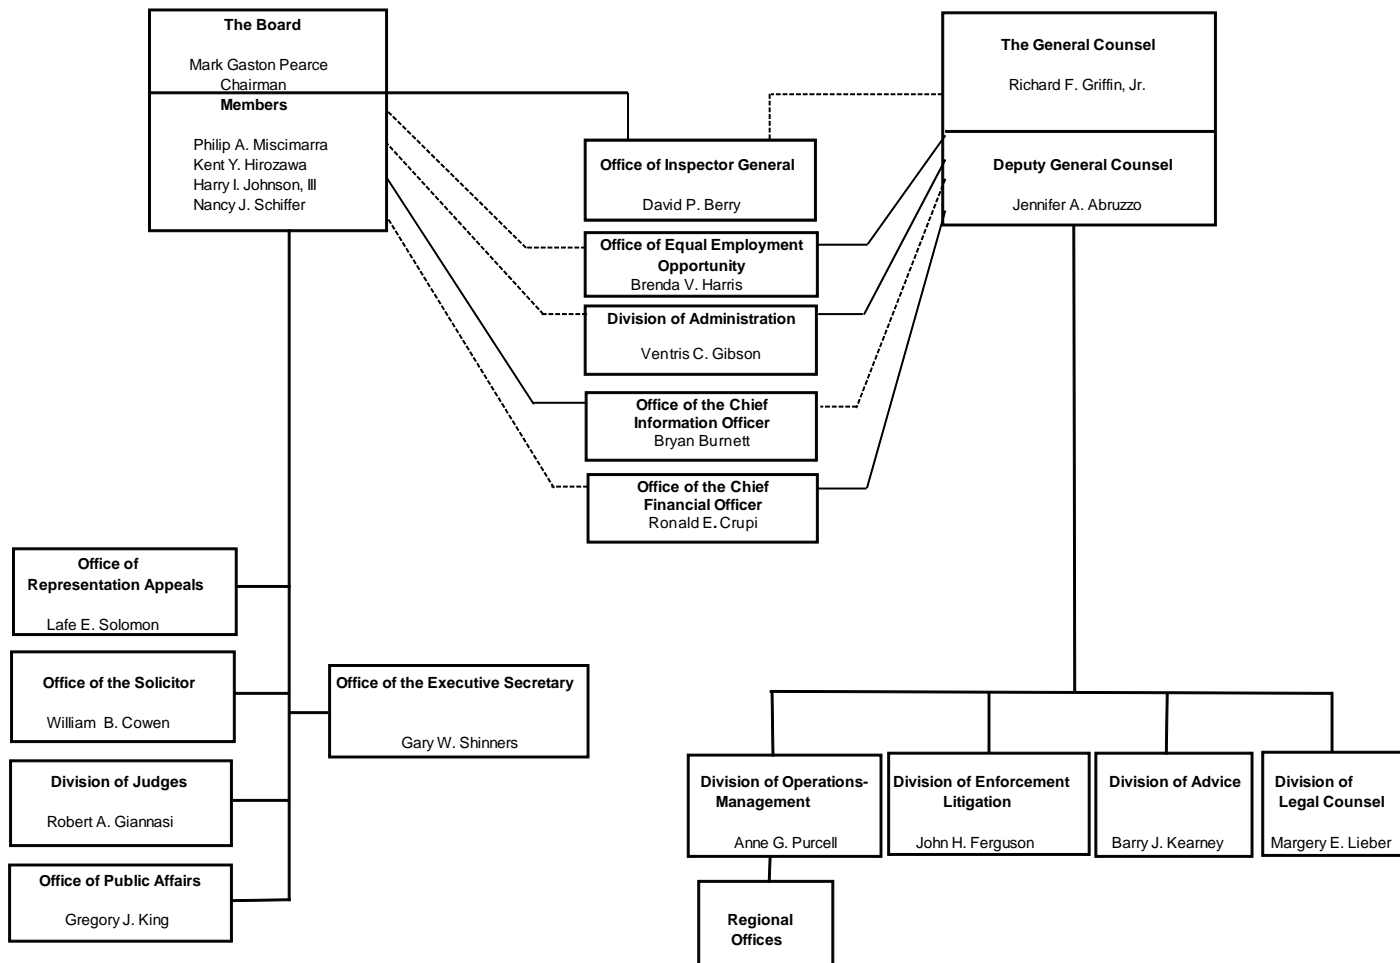 The Board
Mark Gaston Pearce
Chairman
Members
Philip A. Miscimarra
Kent Y. Hirozawa
Harry I. Johnson, III
Nancy J. Schiffer
The General Counsel
Richard F. Griffin, Jr.
Deputy General Counsel
Jennifer A. Abruzzo
Office of Inspector General
David P. Berry
Office of Equal Employment
Opportunity
Brenda V. Harris
Division of Administration
Ventris C. Gibson
Office of the Chief
Information Officer
Bryan Burnett
Office of the Chief
Financial Officer
Ronald E. Crupi
Office of
Representation Appeals
Lafe E. Solomon
Office of the Solicitor
William B. Cowen
Division of Judges
Robert A. Giannasi
Office of Public Affairs
Gregory J. King
Office of the Executive Secretary
Gary W. Shinners
Division of Operations-
Management
Anne G. Purcell
Division of Enforcement
Litigation
John H. Ferguson
Division of Advice
Barry J. Kearney
Division of
Legal Counsel
Margery E. Lieber
Regional
Offices